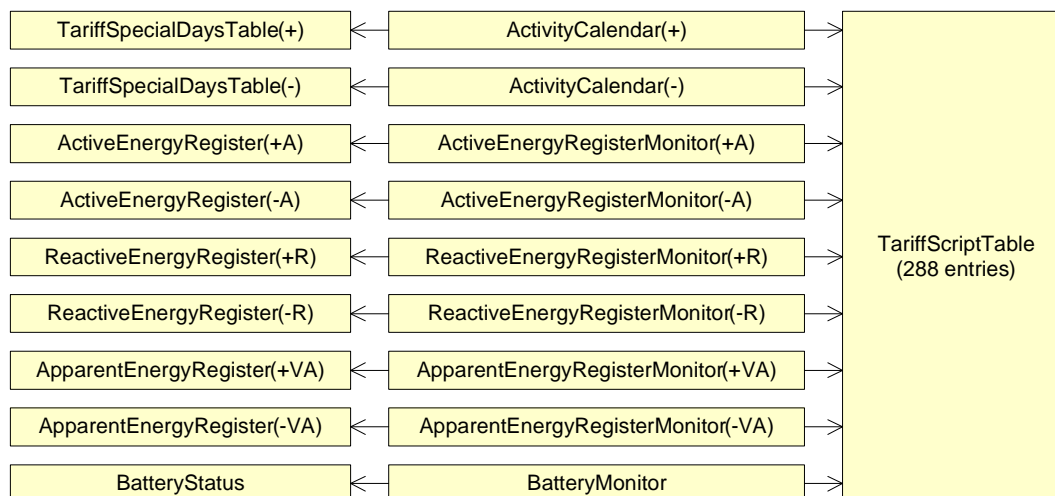 TariffSpecialDaysTable(+)
ActivityCalendar(+)
TariffSpecialDaysTable(-)
ActivityCalendar(-)
ActiveEnergyRegister(+A)
ActiveEnergyRegisterMonitor(+A)
ActiveEnergyRegister(-A)
ActiveEnergyRegisterMonitor(-A)
ReactiveEnergyRegister(+R)
ReactiveEnergyRegisterMonitor(+R)
ReactiveEnergyRegister(-R)
ReactiveEnergyRegisterMonitor(-R)
ApparentEnergyRegister(+VA)
ApparentEnergyRegisterMonitor(+VA)
ApparentEnergyRegister(-VA)
ApparentEnergyRegisterMonitor(-VA)
BatteryStatus
BatteryMonitor
TariffScriptTable
(288 entries)